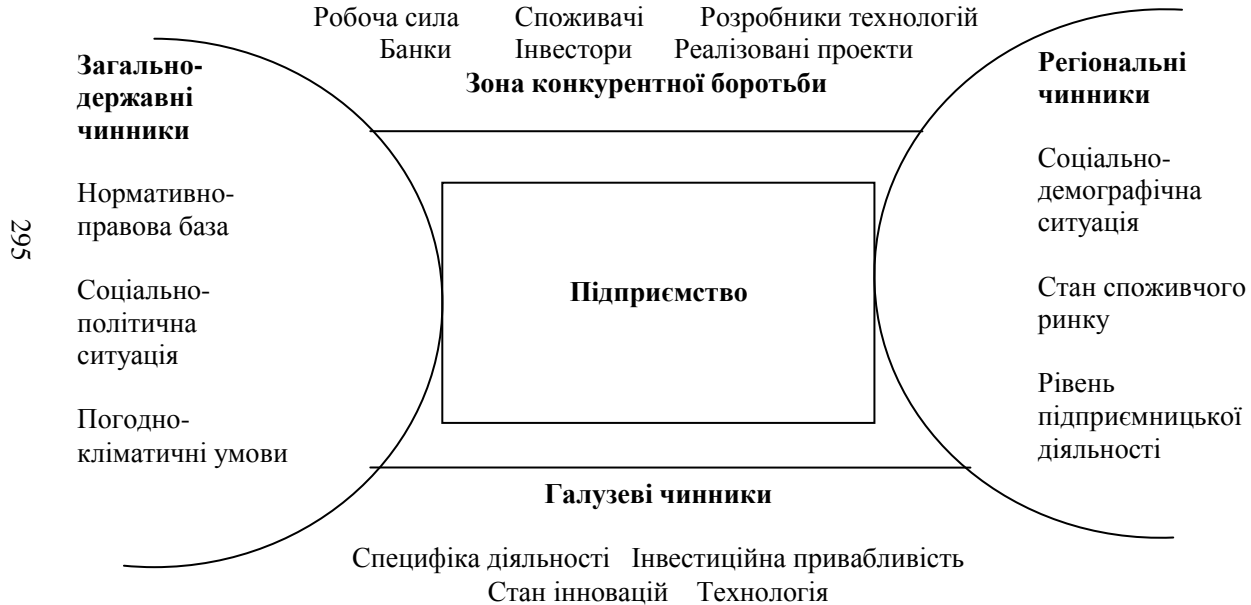 Робоча сила Споживачі Розробники технологій
Банки Інвестори Реалізовані проекти
Зона конкурентної боротьби
Загально-
державні
чинники
Нормативно-
правова база
Соціально-
політична
ситуація
Погодно-
кліматичні умови
295
Підприємство
Регіональні
чинники
Соціально-
демографічна
ситуація
Стан споживчого
ринку
Рівень
підприємницької
діяльності
Галузеві чинники
Специфіка діяльності Інвестиційна привабливість
Стан інновацій Технологія